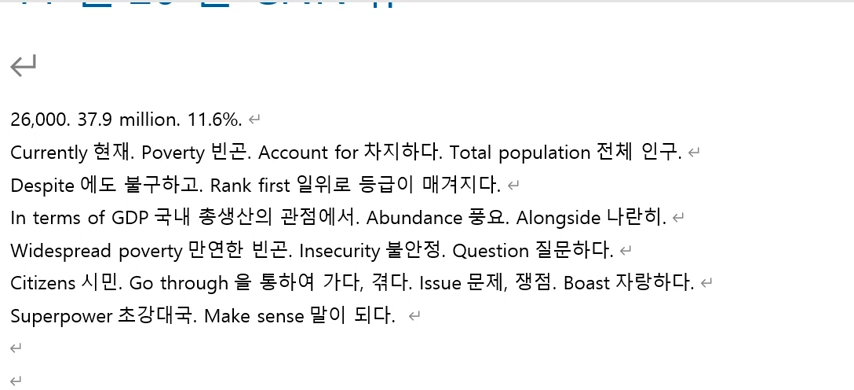 26,000. 37.9 million. 11.6%.
Currently 현재. Poverty 빈곤. Account for 차지하다. Total population 전체 인구.
Despite 에도 불구하고. Rank first 일위로 등급이 매겨지다.
In terms of GDP 국내 총생산의 관점에서. Abundance 풍요. Alongside 나란히.
Widespread poverty 만연한 빈곤. Insecurity 불안정. Question 질문하다.
Citizens 시민. Go through 을 통하여 가다, 겪다. Issue 문제, 쟁점. Boast 자랑하다.
Superpower 초강대국. Make sense 말이 되다.